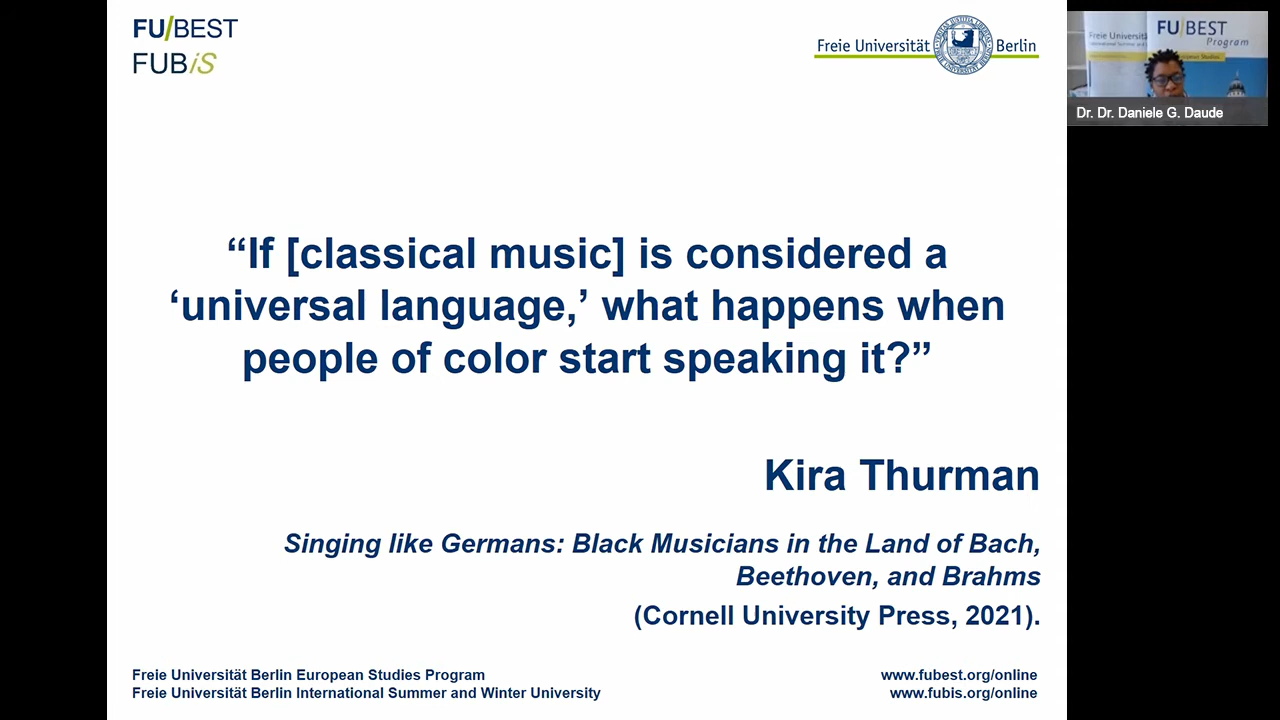 FU/BEST
FUBiS
Freie Universität Berlin
Freie Universität
FU/BEST
Program
Dr. Dr. Daniele G. Daude
“If [classical music] is considered a
‘universal language,’ what happens when
people of color start speaking it?”
Kira Thurman
Singing like Germans: Black Musicians in the Land of Bach,
Beethoven, and Brahms
(Cornell University Press, 2021).
Freie Universität Berlin European Studies Program
Freie Universität Berlin International Summer and Winter University
www.fubest.org/online
www.fubis.org/online